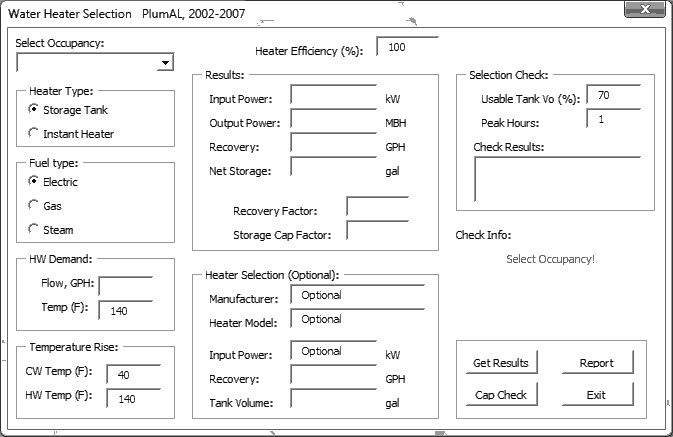 Water Heater Selection PlumAL, 2002-2007
X
Select Occupancy:
Heater Efficiency (%): 100
Heater Type:
Storage Tank
Instant Heater
Fuel type:
Electric
Gas
Steam
HW Demand:
Flow, GPH:
Temp (F): 140
Temperature Rise:
CW Temp (F): 40
HW Temp (F): 140
Results:
Input Power: kW
Output Power: MBH
Recovery: GPH
Net Storage: gal
Recovery Factor:
Storage Cap Factor:
Heater Selection (Optional):
Manufacturer: Optional
Heater Model: Optional
Input Power: Optional kW
Recovery: GPH
Tank Volume: gal
Selection Check:
Usable Tank Vo (%): 70
Peak Hours: 1
Check Results:
Check Info:
Select Occupancy!
Get Results Report
Cap Check Exit